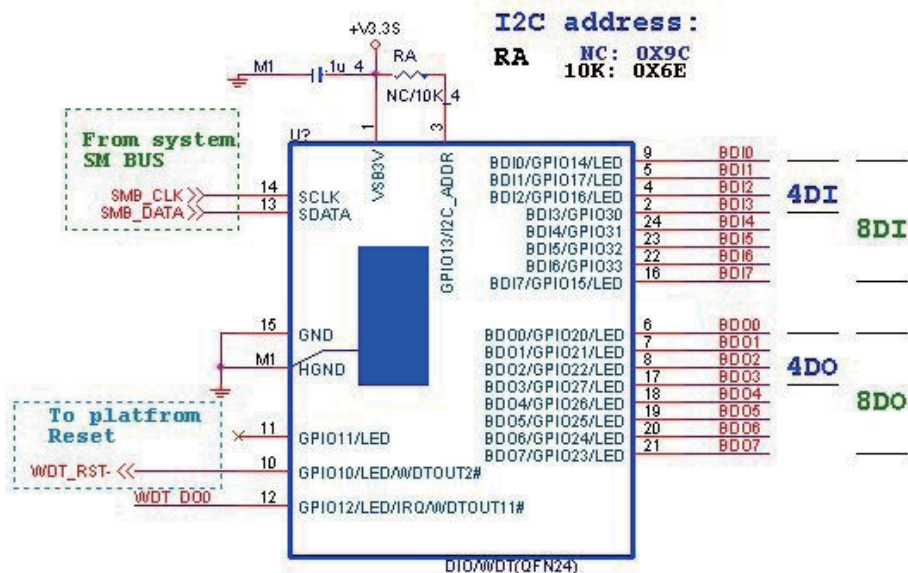 I2C address:
RA NC: 0X9C
10K: 0X6E
+V3.3S
M1 .1u_4 RA
NC/10K_4
From system
SM BUS
SMB_CLK
SMB_DATA
U?
1
3
VSB3V
GPIO13/I2C_ADDR
14 SCLK
13 SDATA
15 GND
M1 HGND
To platfrom
Reset
11 GPIO11/LED
WDT_RST- 10 GPIO10/LED/WDTOUT2#
WDT_DO0 12 GPIO12/LED/IRQ/WDTOUT11#
BDI0/GPIO14/LED 9 BDI0
BDI1/GPIO17/LED 5 BDI1
BDI2/GPIO16/LED 4 BDI2
BDI3/GPIO30 2 BDI3
BDI4/GPIO31 24 BDI4
BDI5/GPIO32 23 BDI5
BDI6/GPIO33 22 BDI6
BDI7/GPIO15/LED 16 BDI7
4DI
8DI
BDO0/GPIO20/LED 6 BDO0
BDO1/GPIO21/LED 7 BDO1
BDO2/GPIO22/LED 8 BDO2
BDO3/GPIO27/LED 17 BDO3
BDO4/GPIO26/LED 18 BDO4
BDO5/GPIO25/LED 19 BDO5
BDO6/GPIO24/LED 20 BDO6
BDO7/GPIO23/LED 21 BDO7
4DO
8DO
DIO/WDT(QFN24)